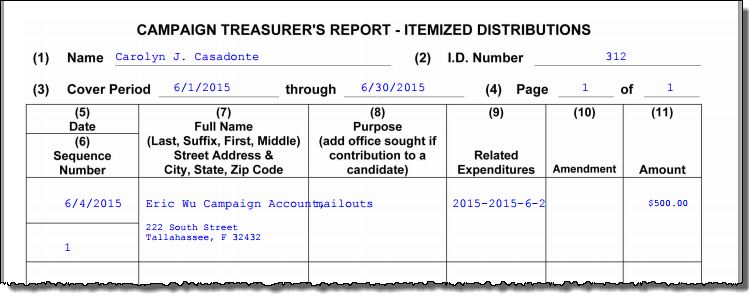 CAMPAIGN TREASURER'S REPORT - ITEMIZED DISTRIBUTIONS
(1) Name Carolyn J. Casadonte (2) I.D. Number 312
(3) Cover Period 6/1/2015 through 6/30/2015 (4) Page 1 of 1
(5)
Date
(6)
Sequence
Number
(7)
Full Name
(Last, Suffix, First, Middle)
Street Address &
City, State, Zip Code
(8)
Purpose
(add office sought if
contribution to a
candidate)
(9)
Related
Expenditures
(10)
Amendment
(11)
Amount
6/4/2015
1
Eric Wu Campaign Account,
222 South Street
Tallahassee, F 32432
mailouts
2015-2015-6-2
$500.00